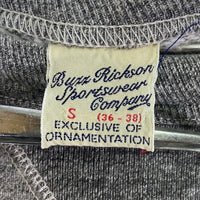 Buzz Rickson
Sportswear
Company
S (36 - 38)
EXCLUSIVE OF
ORNAMENTATION